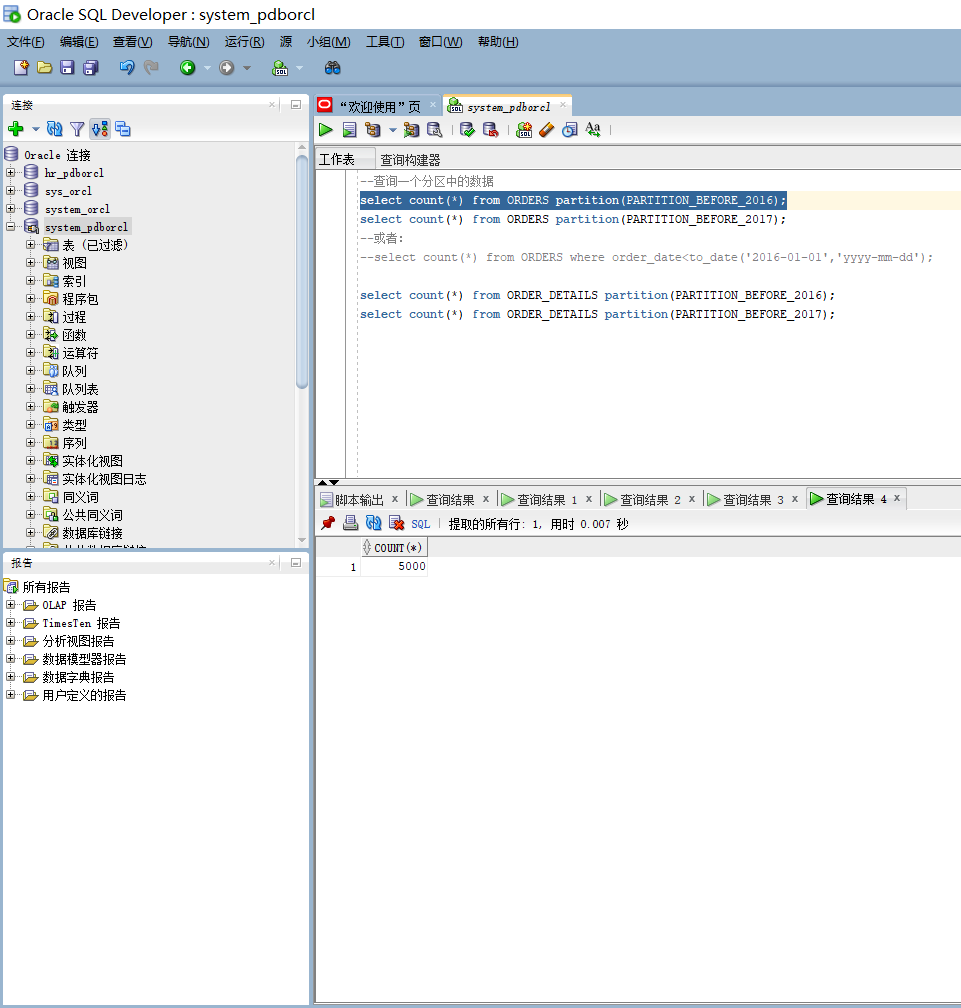 Oracle SQL Developer : system_pdborcl
文件(F) 编辑(E) 查看(V) 导航(N) 运行(R) 源 小组(M) 工具(T) 窗口(W) 帮助(H)
连接
Oracle 连接
hr_pdborcl
sys_orcl
system_orcl
system_pdborcl
表 (已过滤)
视图
索引
程序包
过程
函数
运算符
队列
队列表
触发器
类型
序列
实体化视图
实体化视图日志
同义词
公共同义词
数据库链接
报告
所有报告
OLAP 报告
TimesTen 报告
分析视图报告
数据模型器报告
数据字典报告
用户定义的报告
“欢迎使用”页 system_pdborcl
SQL Aa
工作表 查询构建器
--查询一个分区中的数据
select count(*) from ORDERS partition(PARTITION_BEFORE_2016);
select count(*) from ORDERS partition(PARTITION_BEFORE_2017);
--或者:
--select count(*) from ORDERS where order_date<to_date('2016-01-01','yyyy-mm-dd');
select count(*) from ORDER_DETAILS partition(PARTITION_BEFORE_2016);
select count(*) from ORDER_DETAILS partition(PARTITION_BEFORE_2017);
脚本输出 查询结果 查询结果 1 查询结果 2 查询结果 3 查询结果 4
SQL 提取的所有行: 1, 用时 0.007 秒
COUNT(*)
1 5000